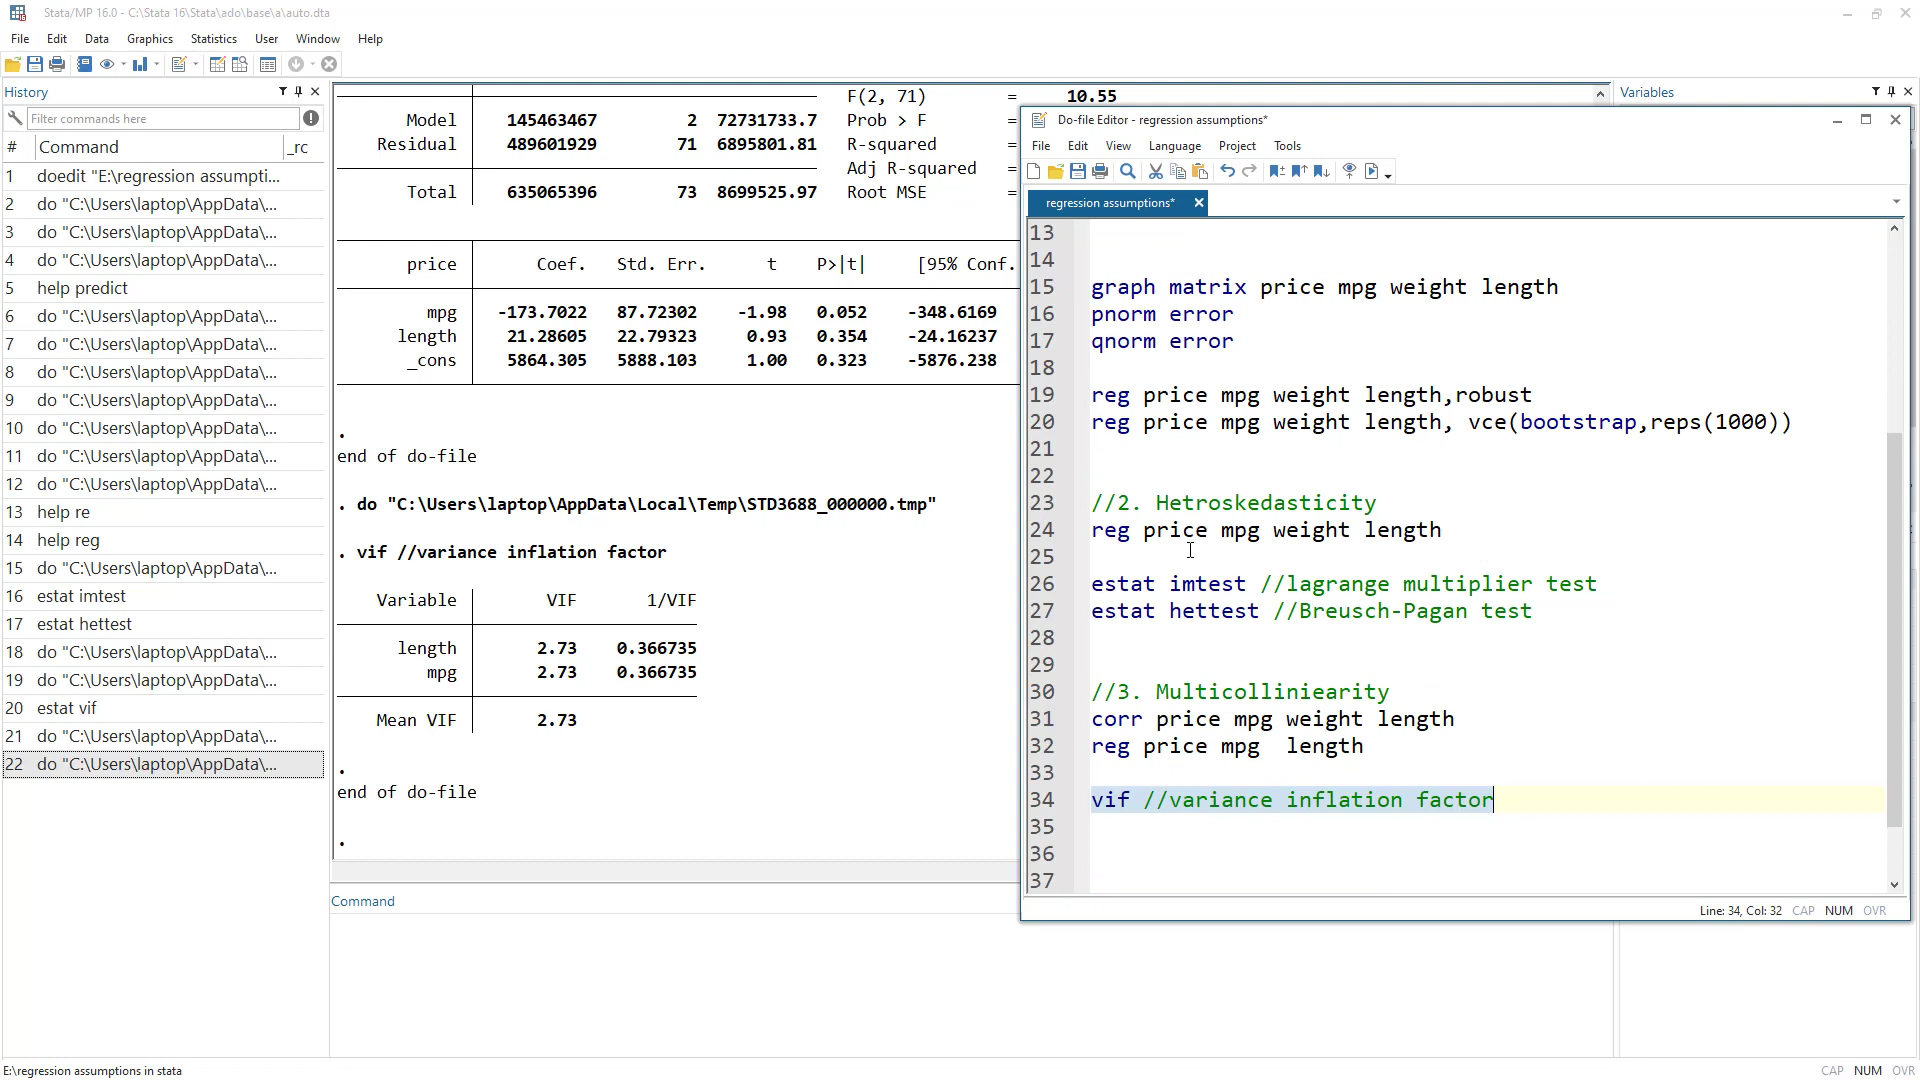 Stata/MP 16.0 - C:\Stata 16\Stata\ado\base\a\auto.dta
File Edit Data Graphics Statistics User Window Help
History
Filter commands here
# Command _rc
1 doedit "E:\regression assumpti...
2 do "C:\Users\laptop\AppData\...
3 do "C:\Users\laptop\AppData\...
4 do "C:\Users\laptop\AppData\...
5 help predict
6 do "C:\Users\laptop\AppData\...
7 do "C:\Users\laptop\AppData\...
8 do "C:\Users\laptop\AppData\...
9 do "C:\Users\laptop\AppData\...
10 do "C:\Users\laptop\AppData\...
11 do "C:\Users\laptop\AppData\...
12 do "C:\Users\laptop\AppData\...
13 help re
14 help reg
15 do "C:\Users\laptop\AppData\...
16 estat imtest
17 estat hettest
18 do "C:\Users\laptop\AppData\...
19 do "C:\Users\laptop\AppData\...
20 estat vif
21 do "C:\Users\laptop\AppData\...
22 do "C:\Users\laptop\AppData\...
F(2, 71) = 10.55
Model 145463467 2 72731733.7 Prob > F =
Residual 489601929 71 6895801.81 R-squared =
Adj R-squared =
Total 635065396 73 8699525.97 Root MSE =
price Coef. Std. Err. t P>|t| [95% Conf.
mpg -173.7022 87.72302 -1.98 0.052 -348.6169
length 21.28605 22.79323 0.93 0.354 -24.16237
_cons 5864.305 5888.103 1.00 0.323 -5876.238
.
end of do-file
. do "C:\Users\laptop\AppData\Local\Temp\STD3688_000000.tmp"
. vif //variance inflation factor
Variable VIF 1/VIF
length 2.73 0.366735
mpg 2.73 0.366735
Mean VIF 2.73
.
end of do-file
.
Command
Variables
Do-file Editor - regression assumptions*
File Edit View Language Project Tools
regression assumptions*
13
14
15 graph matrix price mpg weight length
16 pnorm error
17 qnorm error
18
19 reg price mpg weight length,robust
20 reg price mpg weight length, vce(bootstrap,reps(1000))
21
22
23 //2. Hetroskedasticity
24 reg price mpg weight length
25
26 estat imtest //lagrange multiplier test
27 estat hettest //Breusch-Pagan test
28
29
30 //3. Multicolliniearity
31 corr price mpg weight length
32 reg price mpg  length
33
34 vif //variance inflation factor
35
36
37
Line: 34, Col: 32 CAP NUM OVR
E:\regression assumptions in stata
CAP NUM OVR